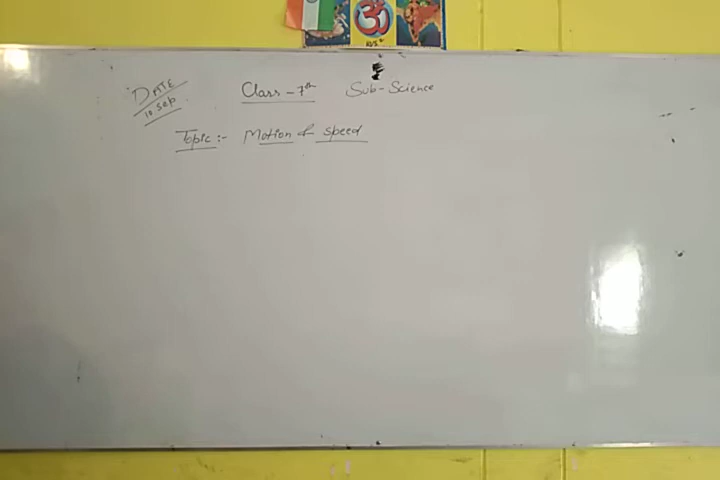 DATE
10 Sep
Class - 7th Sub - Science
Topic :- Motion & Speed
ॐ